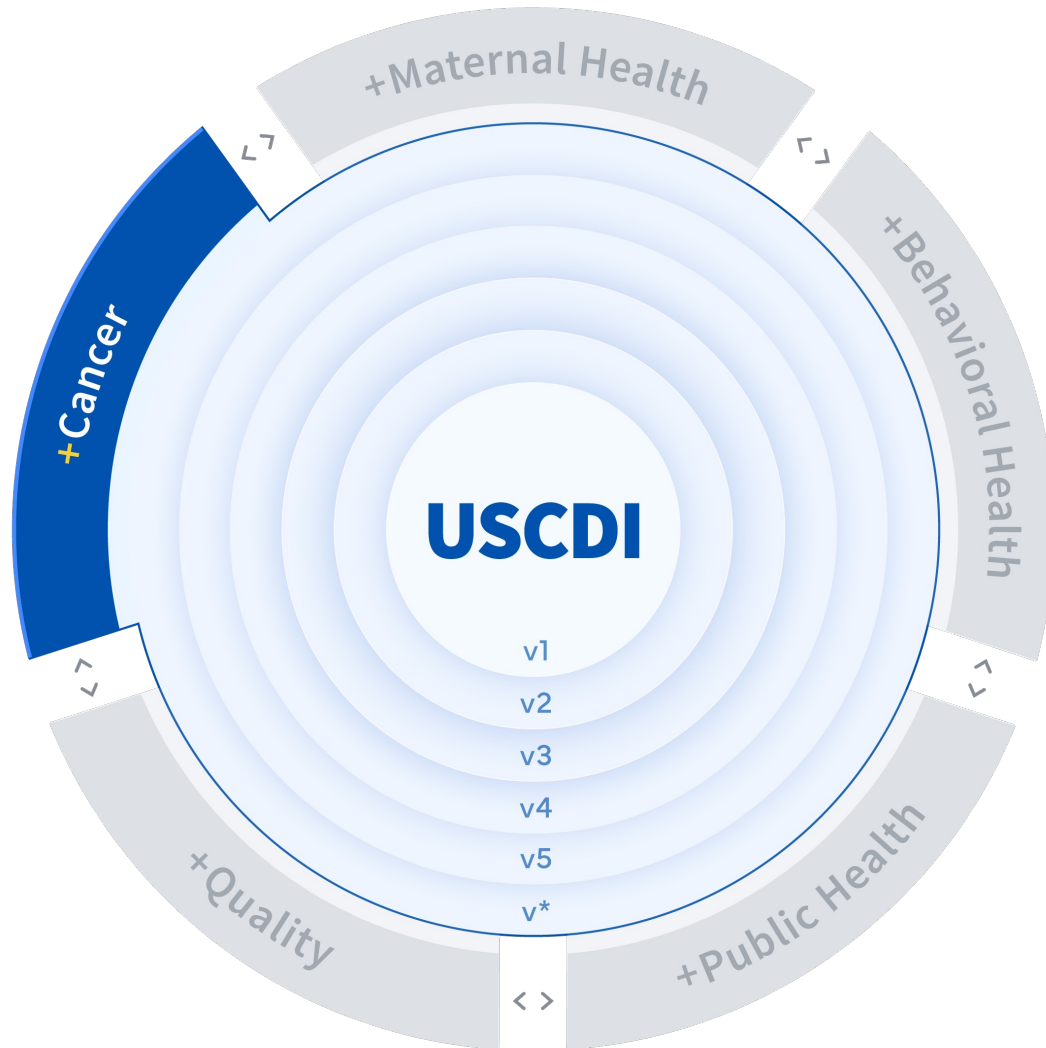 +Maternal Health
+Behavioral Health
+Cancer
USCDI
v1
v2
v3
v4
v5
v*
+Quality
+Public Health